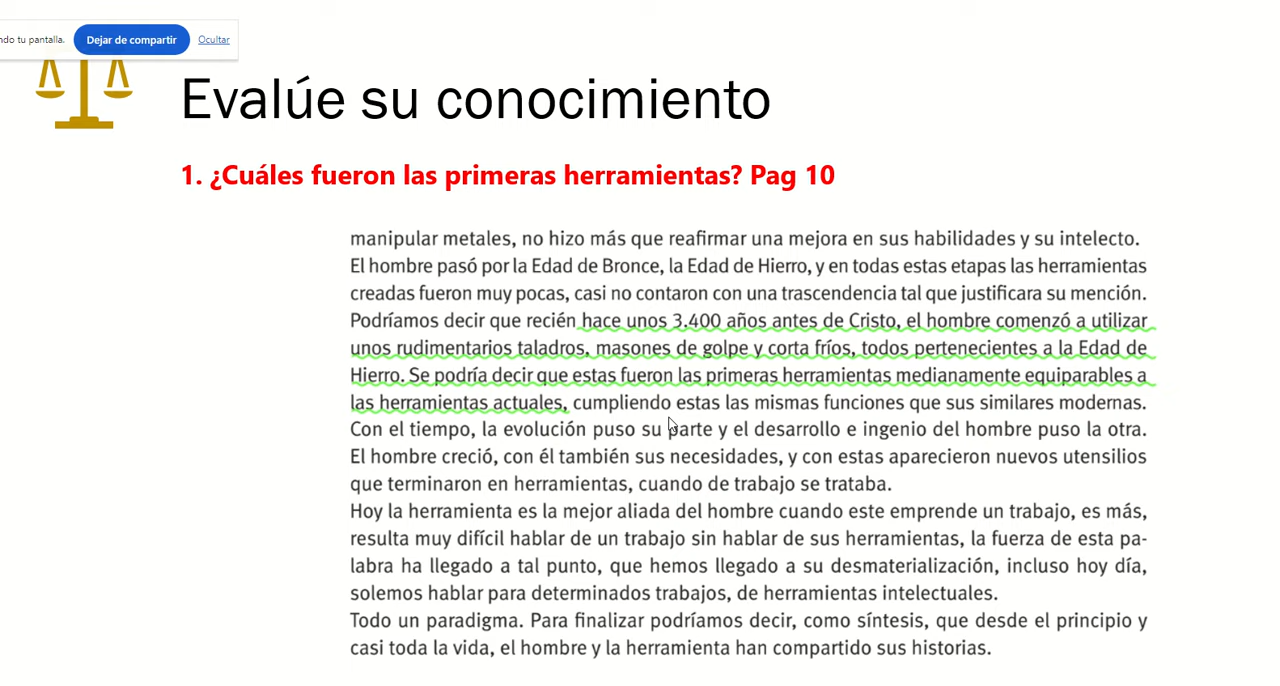 ndo tu pantalla. Dejar de compartir Ocultar
Evalúe su conocimiento
1. ¿Cuáles fueron las primeras herramientas? Pag 10
manipular metales, no hizo más que reafirmar una mejora en sus habilidades y su intelecto.
El hombre pasó por la Edad de Bronce, la Edad de Hierro, y en todas estas etapas las herramientas
creadas fueron muy pocas, casi no contaron con una trascendencia tal que justificara su mención.
Podríamos decir que recién hace unos 3.400 años antes de Cristo, el hombre comenzó a utilizar
unos rudimentarios taladros, masones de golpe y corta fríos, todos pertenecientes a la Edad de
Hierro. Se podría decir que estas fueron las primeras herramientas medianamente equiparables a
las herramientas actuales, cumpliendo estas las mismas funciones que sus similares modernas.
Con el tiempo, la evolución puso su parte y el desarrollo e ingenio del hombre puso la otra.
El hombre creció, con él también sus necesidades, y con estas aparecieron nuevos utensilios
que terminaron en herramientas, cuando de trabajo se trataba.
Hoy la herramienta es la mejor aliada del hombre cuando este emprende un trabajo, es más,
resulta muy difícil hablar de un trabajo sin hablar de sus herramientas, la fuerza de esta pa-
labra ha llegado a tal punto, que hemos llegado a su desmaterialización, incluso hoy día,
solemos hablar para determinados trabajos, de herramientas intelectuales.
Todo un paradigma. Para finalizar podríamos decir, como síntesis, que desde el principio y
casi toda la vida, el hombre y la herramienta han compartido sus historias.